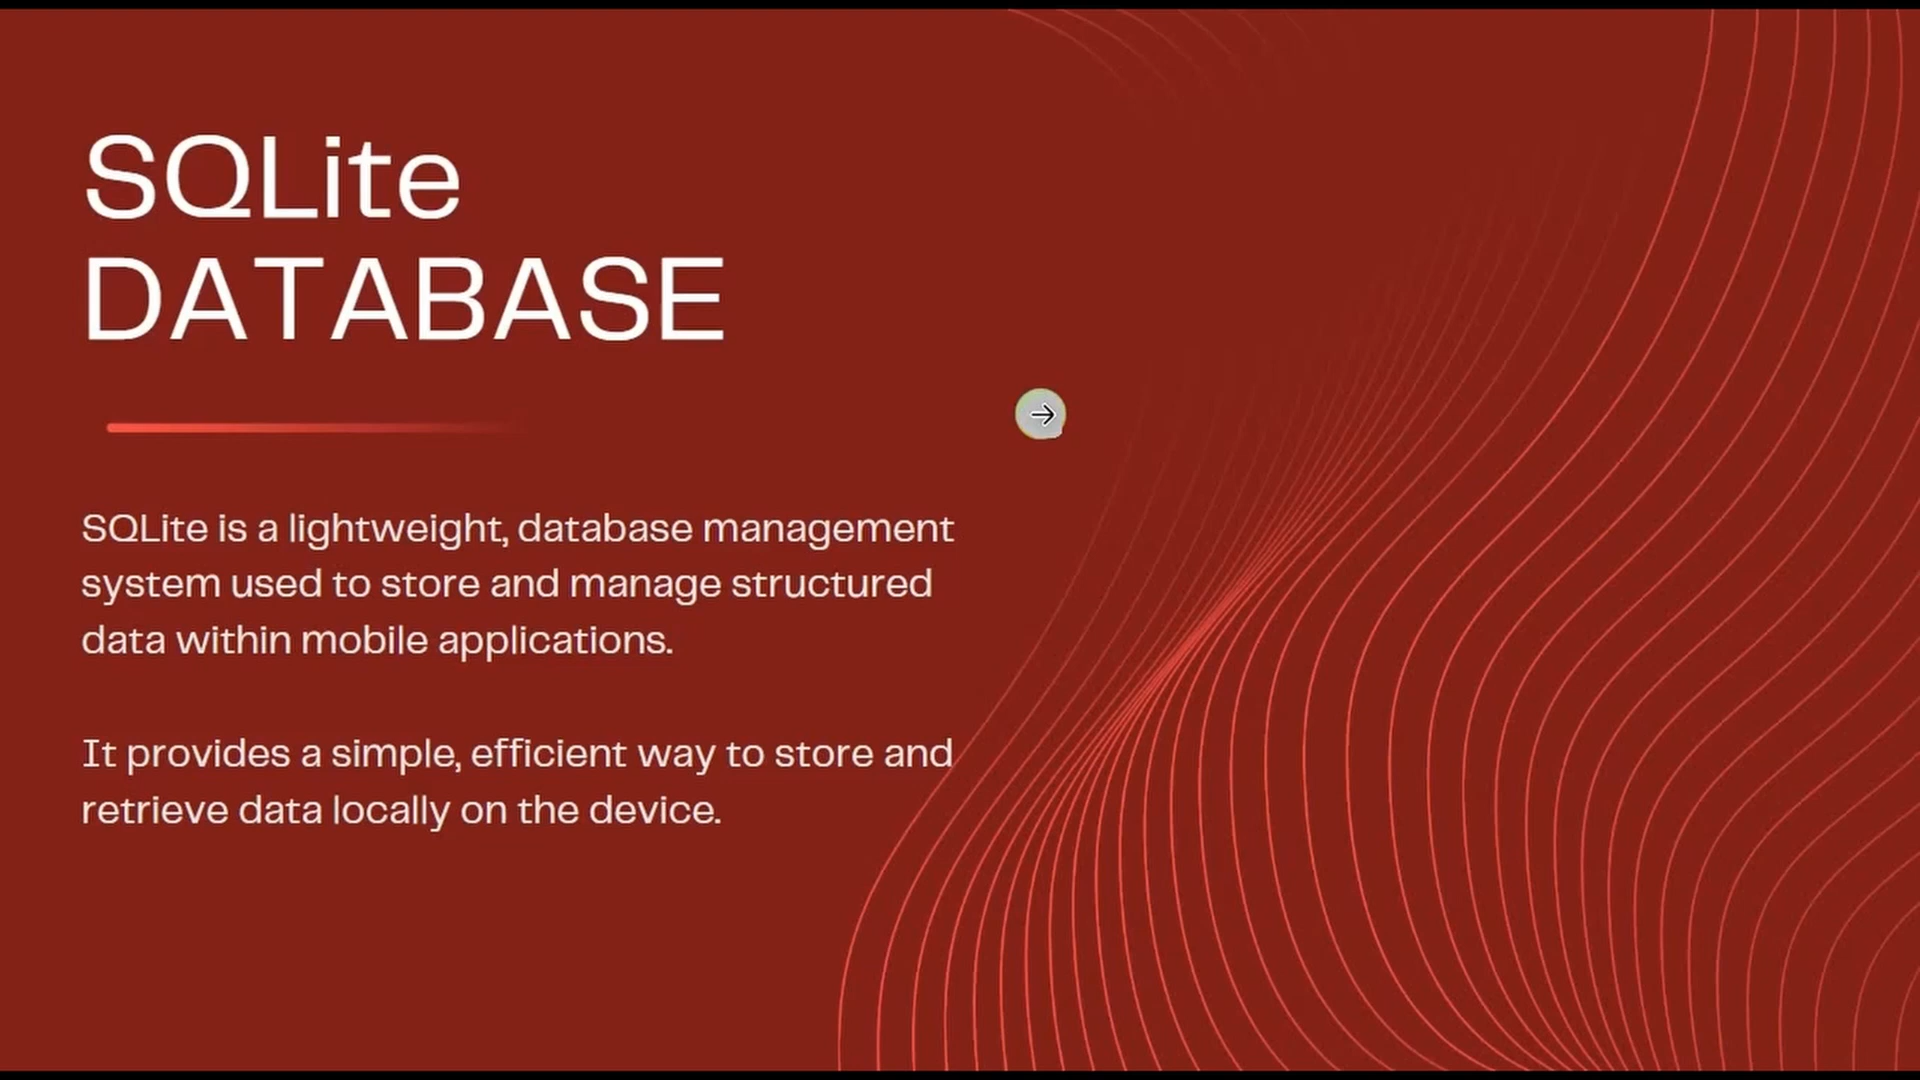 SQLite
DATABASE
SQLite is a lightweight, database management
system used to store and manage structured
data within mobile applications.
It provides a simple, efficient way to store and
retrieve data locally on the device.